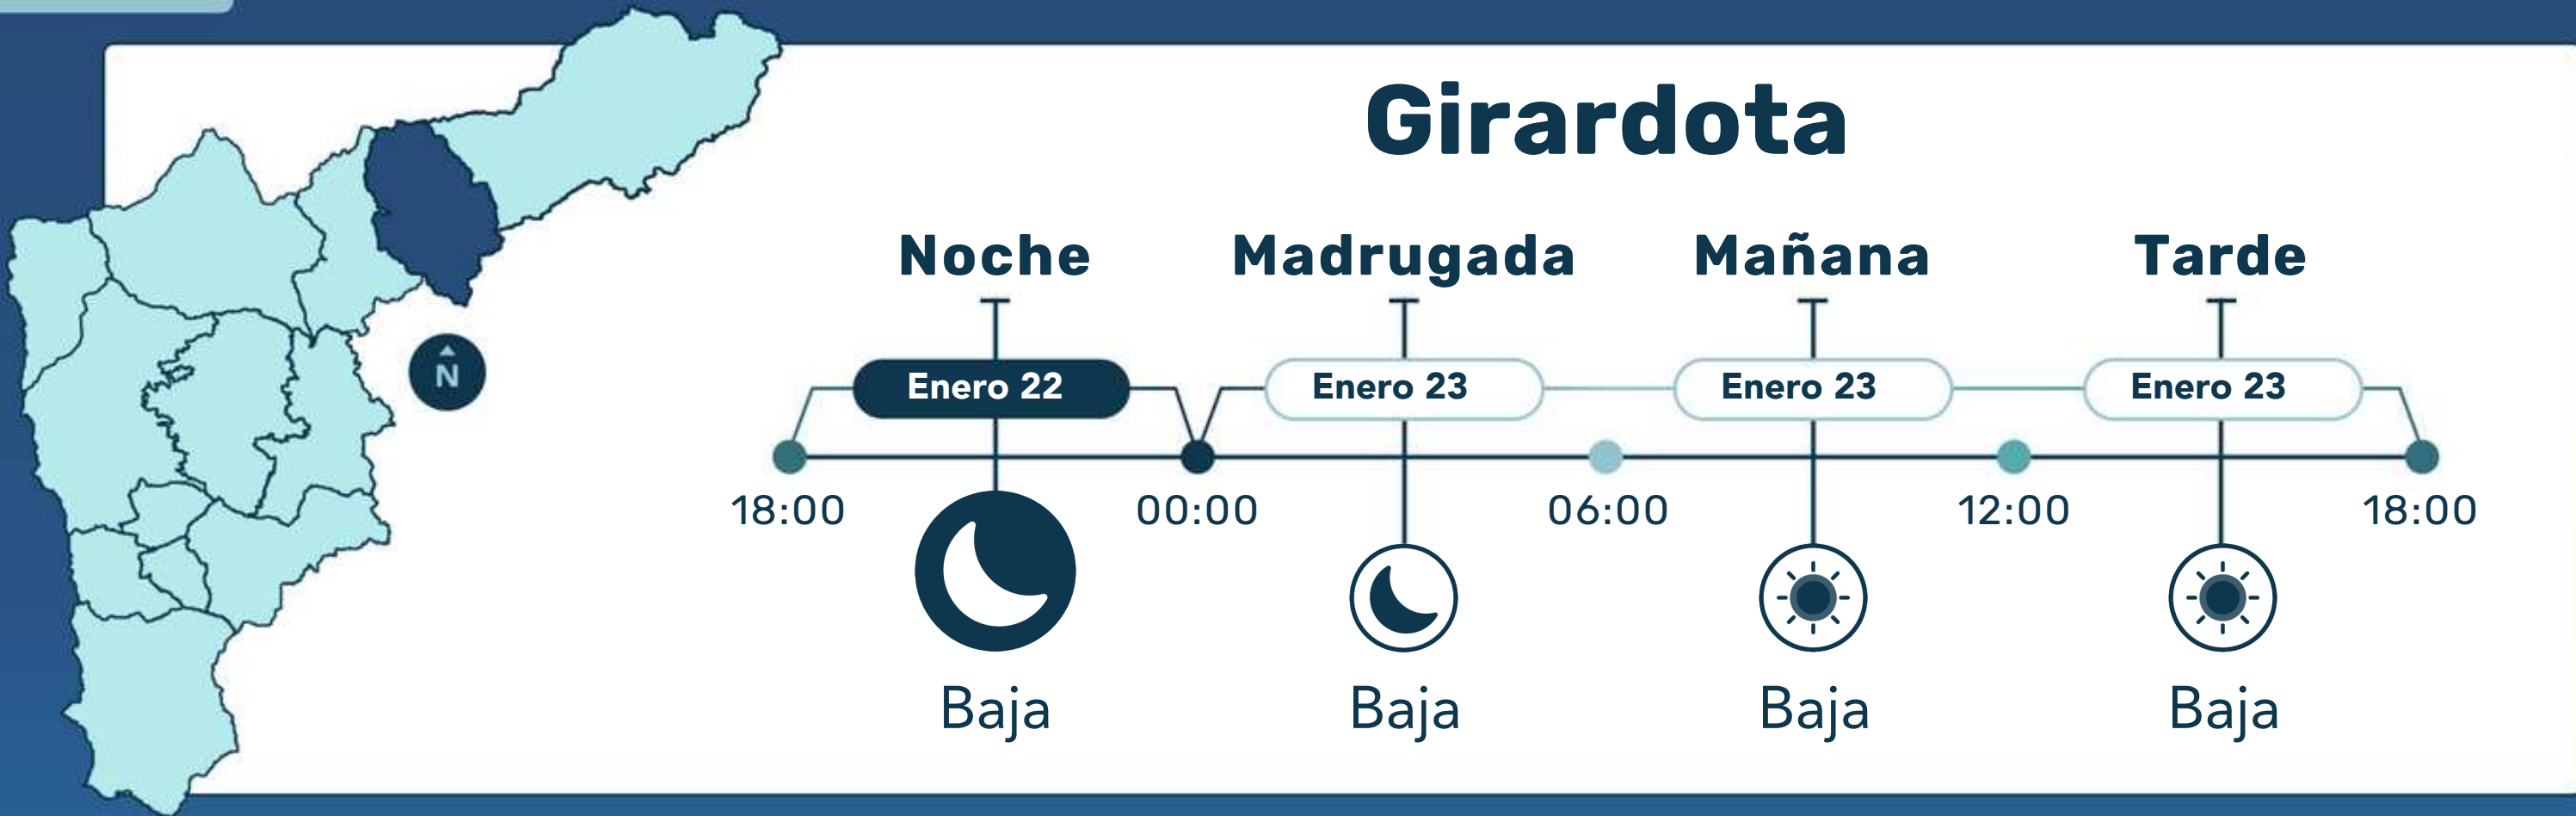 Girardota
Noche Madrugada Mañana Tarde
N
Enero 22 Enero 23 Enero 23 Enero 23
18:00 00:00 06:00 12:00 18:00
Baja Baja Baja Baja